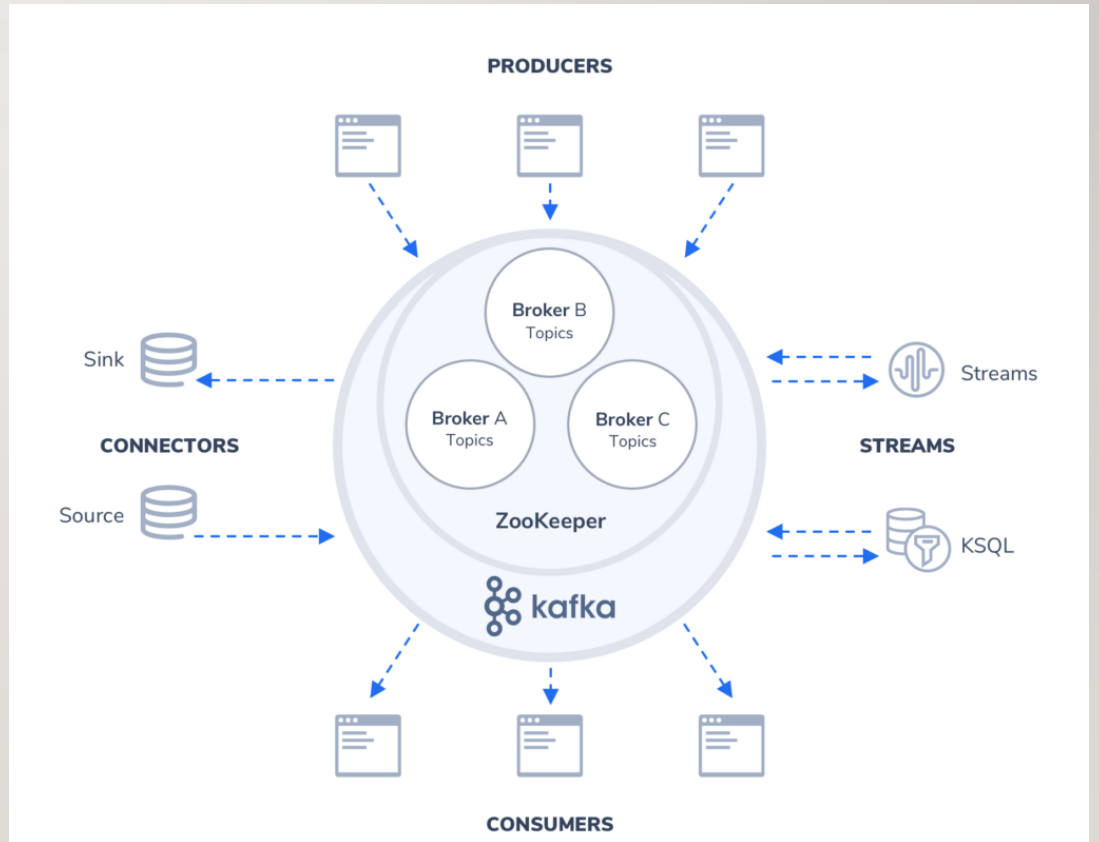 PRODUCERS
Broker B
Topics
Broker A
Topics
Broker C
Topics
Sink
Streams
CONNECTORS
STREAMS
Source
ZooKeeper
KSQL
kafka
CONSUMERS